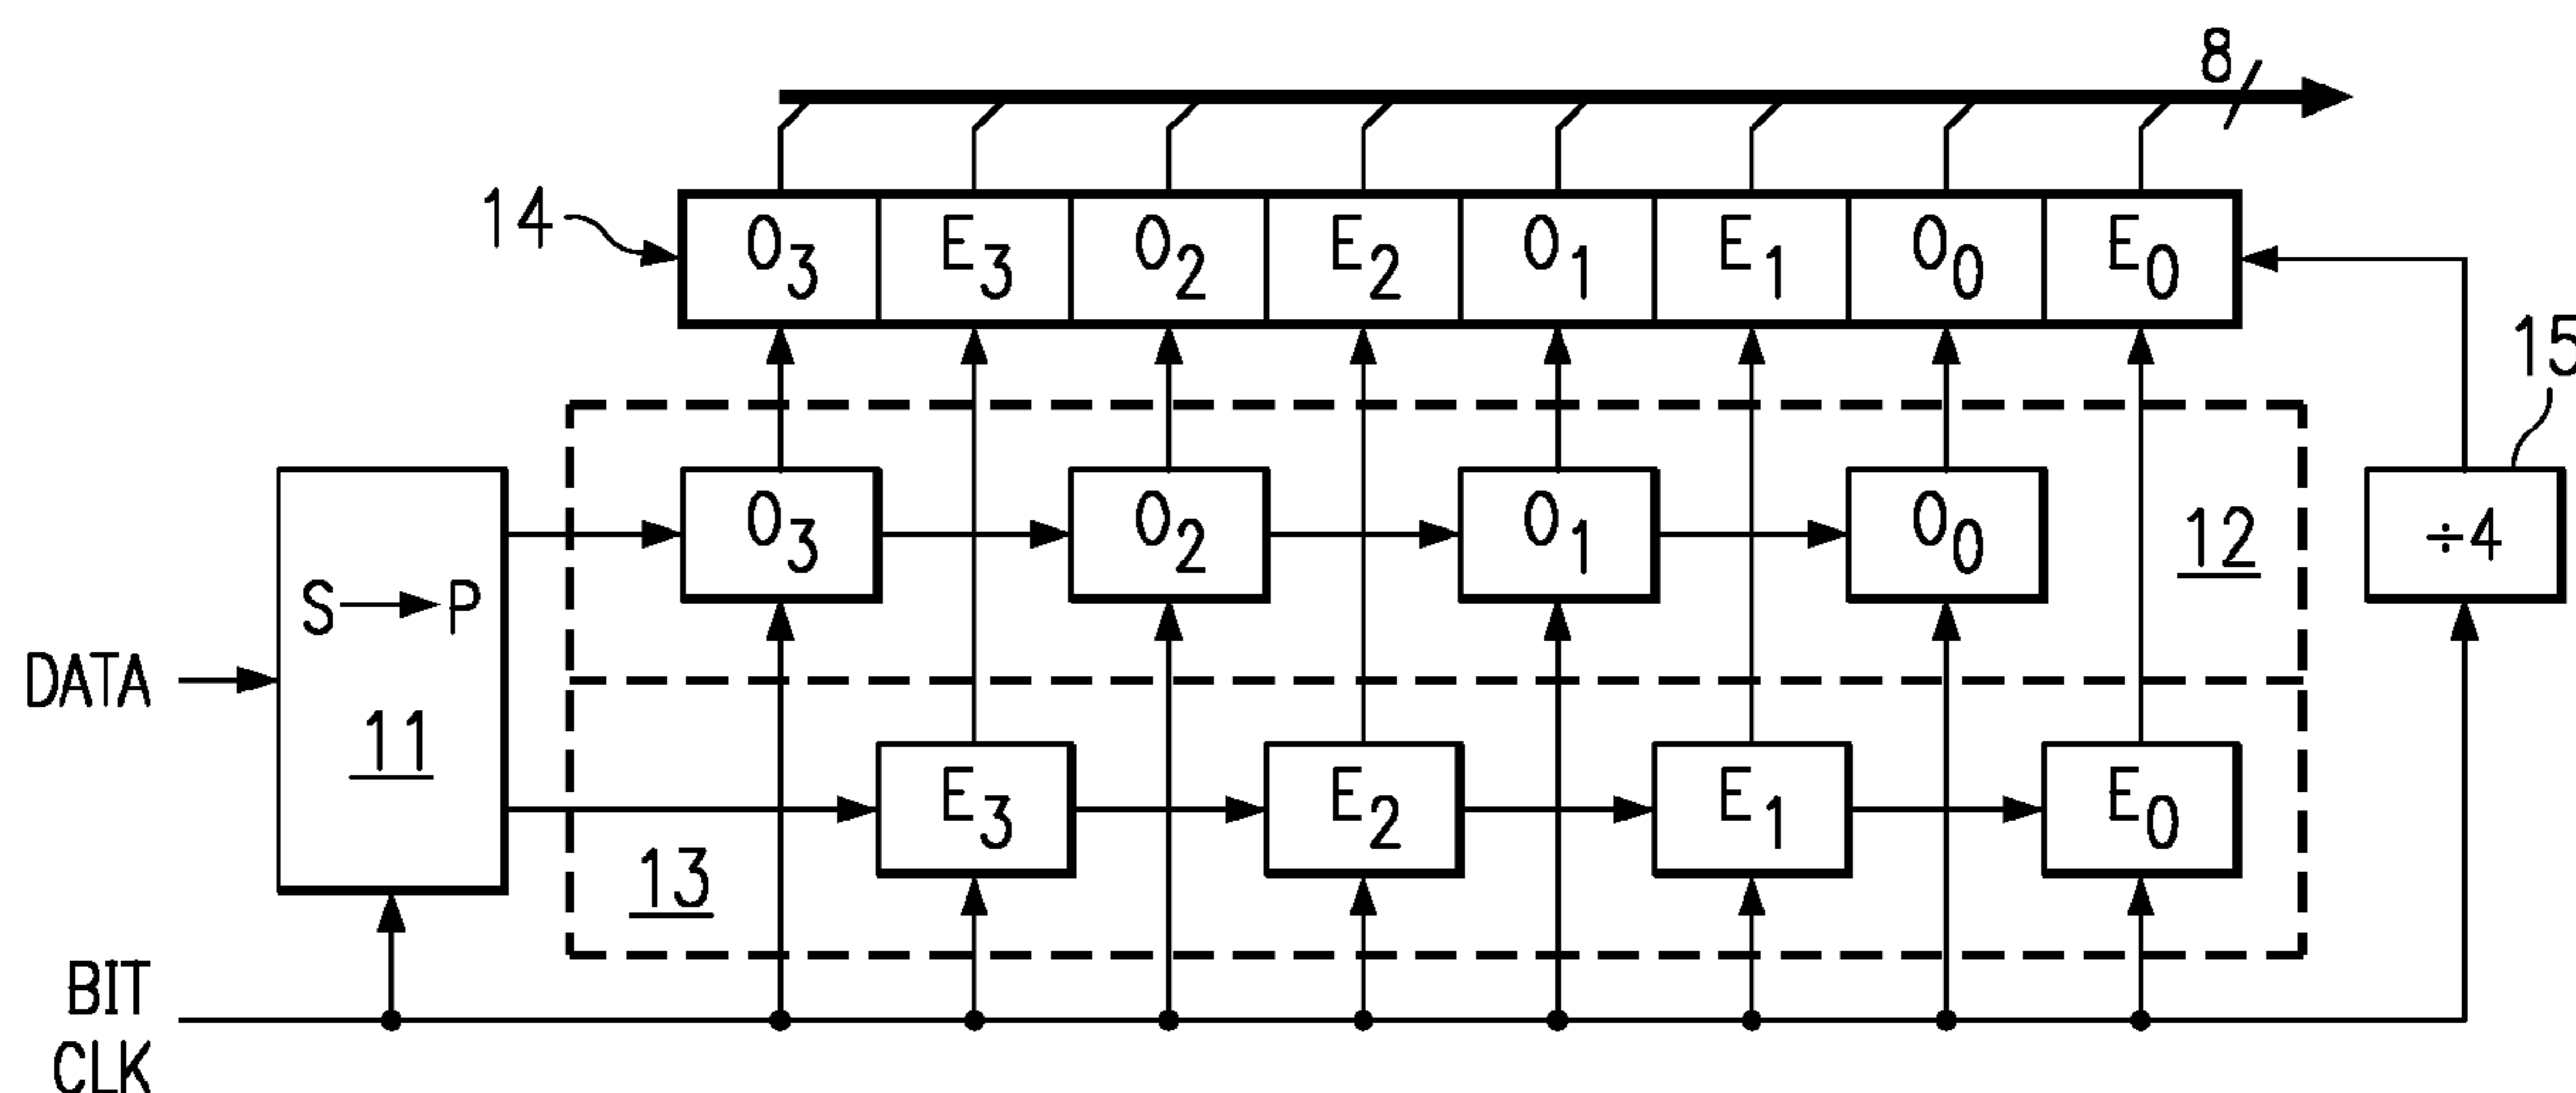 8
14
O3 E3 O2 E2 O1 E1 O0 E0
15
O3 O2 O1 O0
12
÷4
S P
DATA
11
E3 E2 E1 E0
13
BIT
CLK